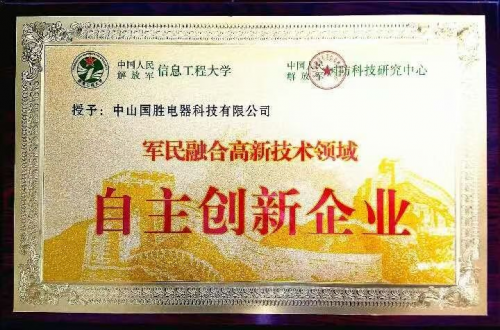 中国人民解放军 信息工程大学 中国人民解放军 国防科技研究中心
授予：中山国胜电器科技有限公司
军民融合高新技术领域
自主创新企业